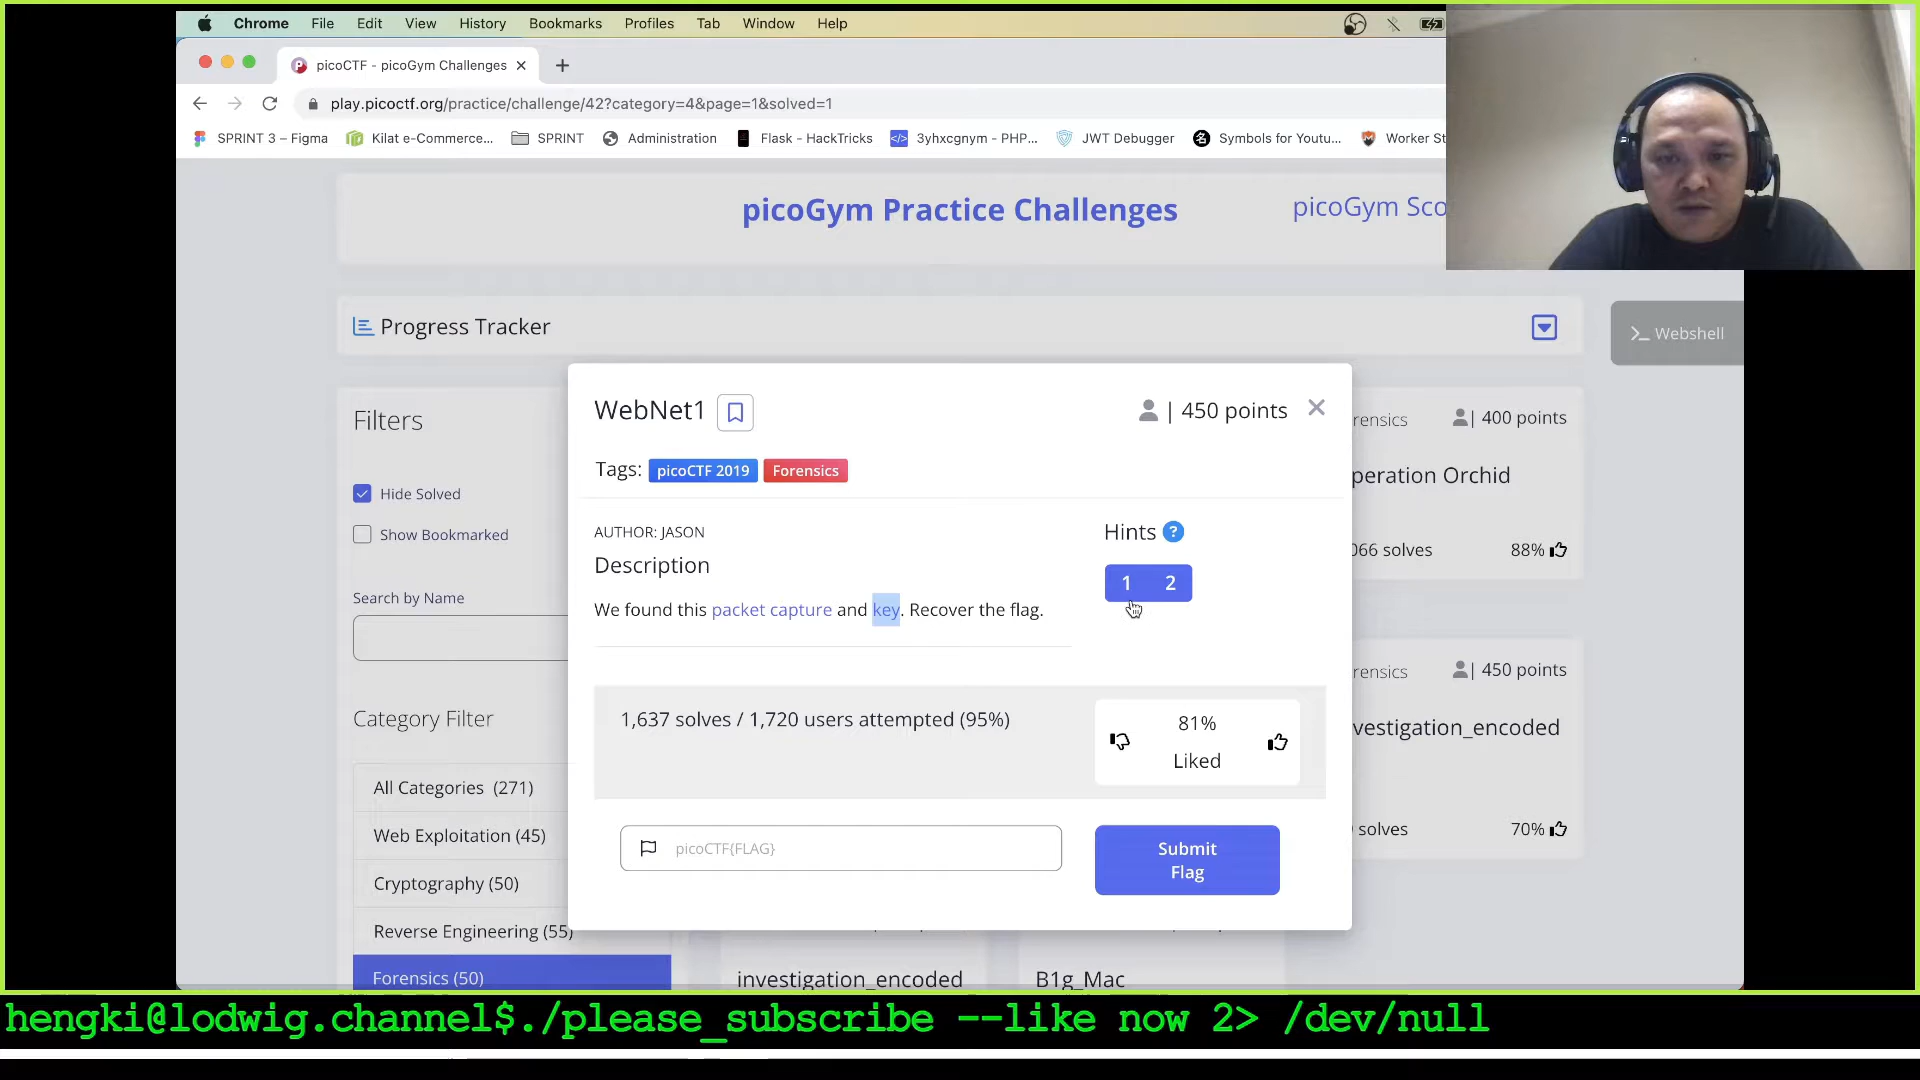 Chrome File Edit View History Bookmarks Profiles Tab Window Help
picoCTF - picoGym Challenges
play.picoctf.org/practice/challenge/42?category=4&page=1&solved=1
SPRINT 3 – Figma Kilat e-Commerce... SPRINT Administration Flask - HackTricks 3yhxcgnym - PHP... JWT Debugger Symbols for Youtu... Worker St
picoGym Practice Challenges picoGym Sco
Progress Tracker
Webshell
Filters
Hide Solved
Show Bookmarked
Search by Name
Category Filter
All Categories (271)
Web Exploitation (45)
Cryptography (50)
Reverse Engineering (55)
Forensics (50)
WebNet1 | 450 points
Tags: picoCTF 2019 Forensics
AUTHOR: JASON
Description
We found this packet capture and key. Recover the flag.
Hints ?
1 2
1,637 solves / 1,720 users attempted (95%)
81%
Liked
picoCTF{FLAG}
Submit
Flag
rensics | 400 points
peration Orchid
066 solves 88%
rensics | 450 points
vestigation_encoded
solves 70%
investigation_encoded B1g_Mac
hengki@lodwig.channel$./please_subscribe --like now 2> /dev/null